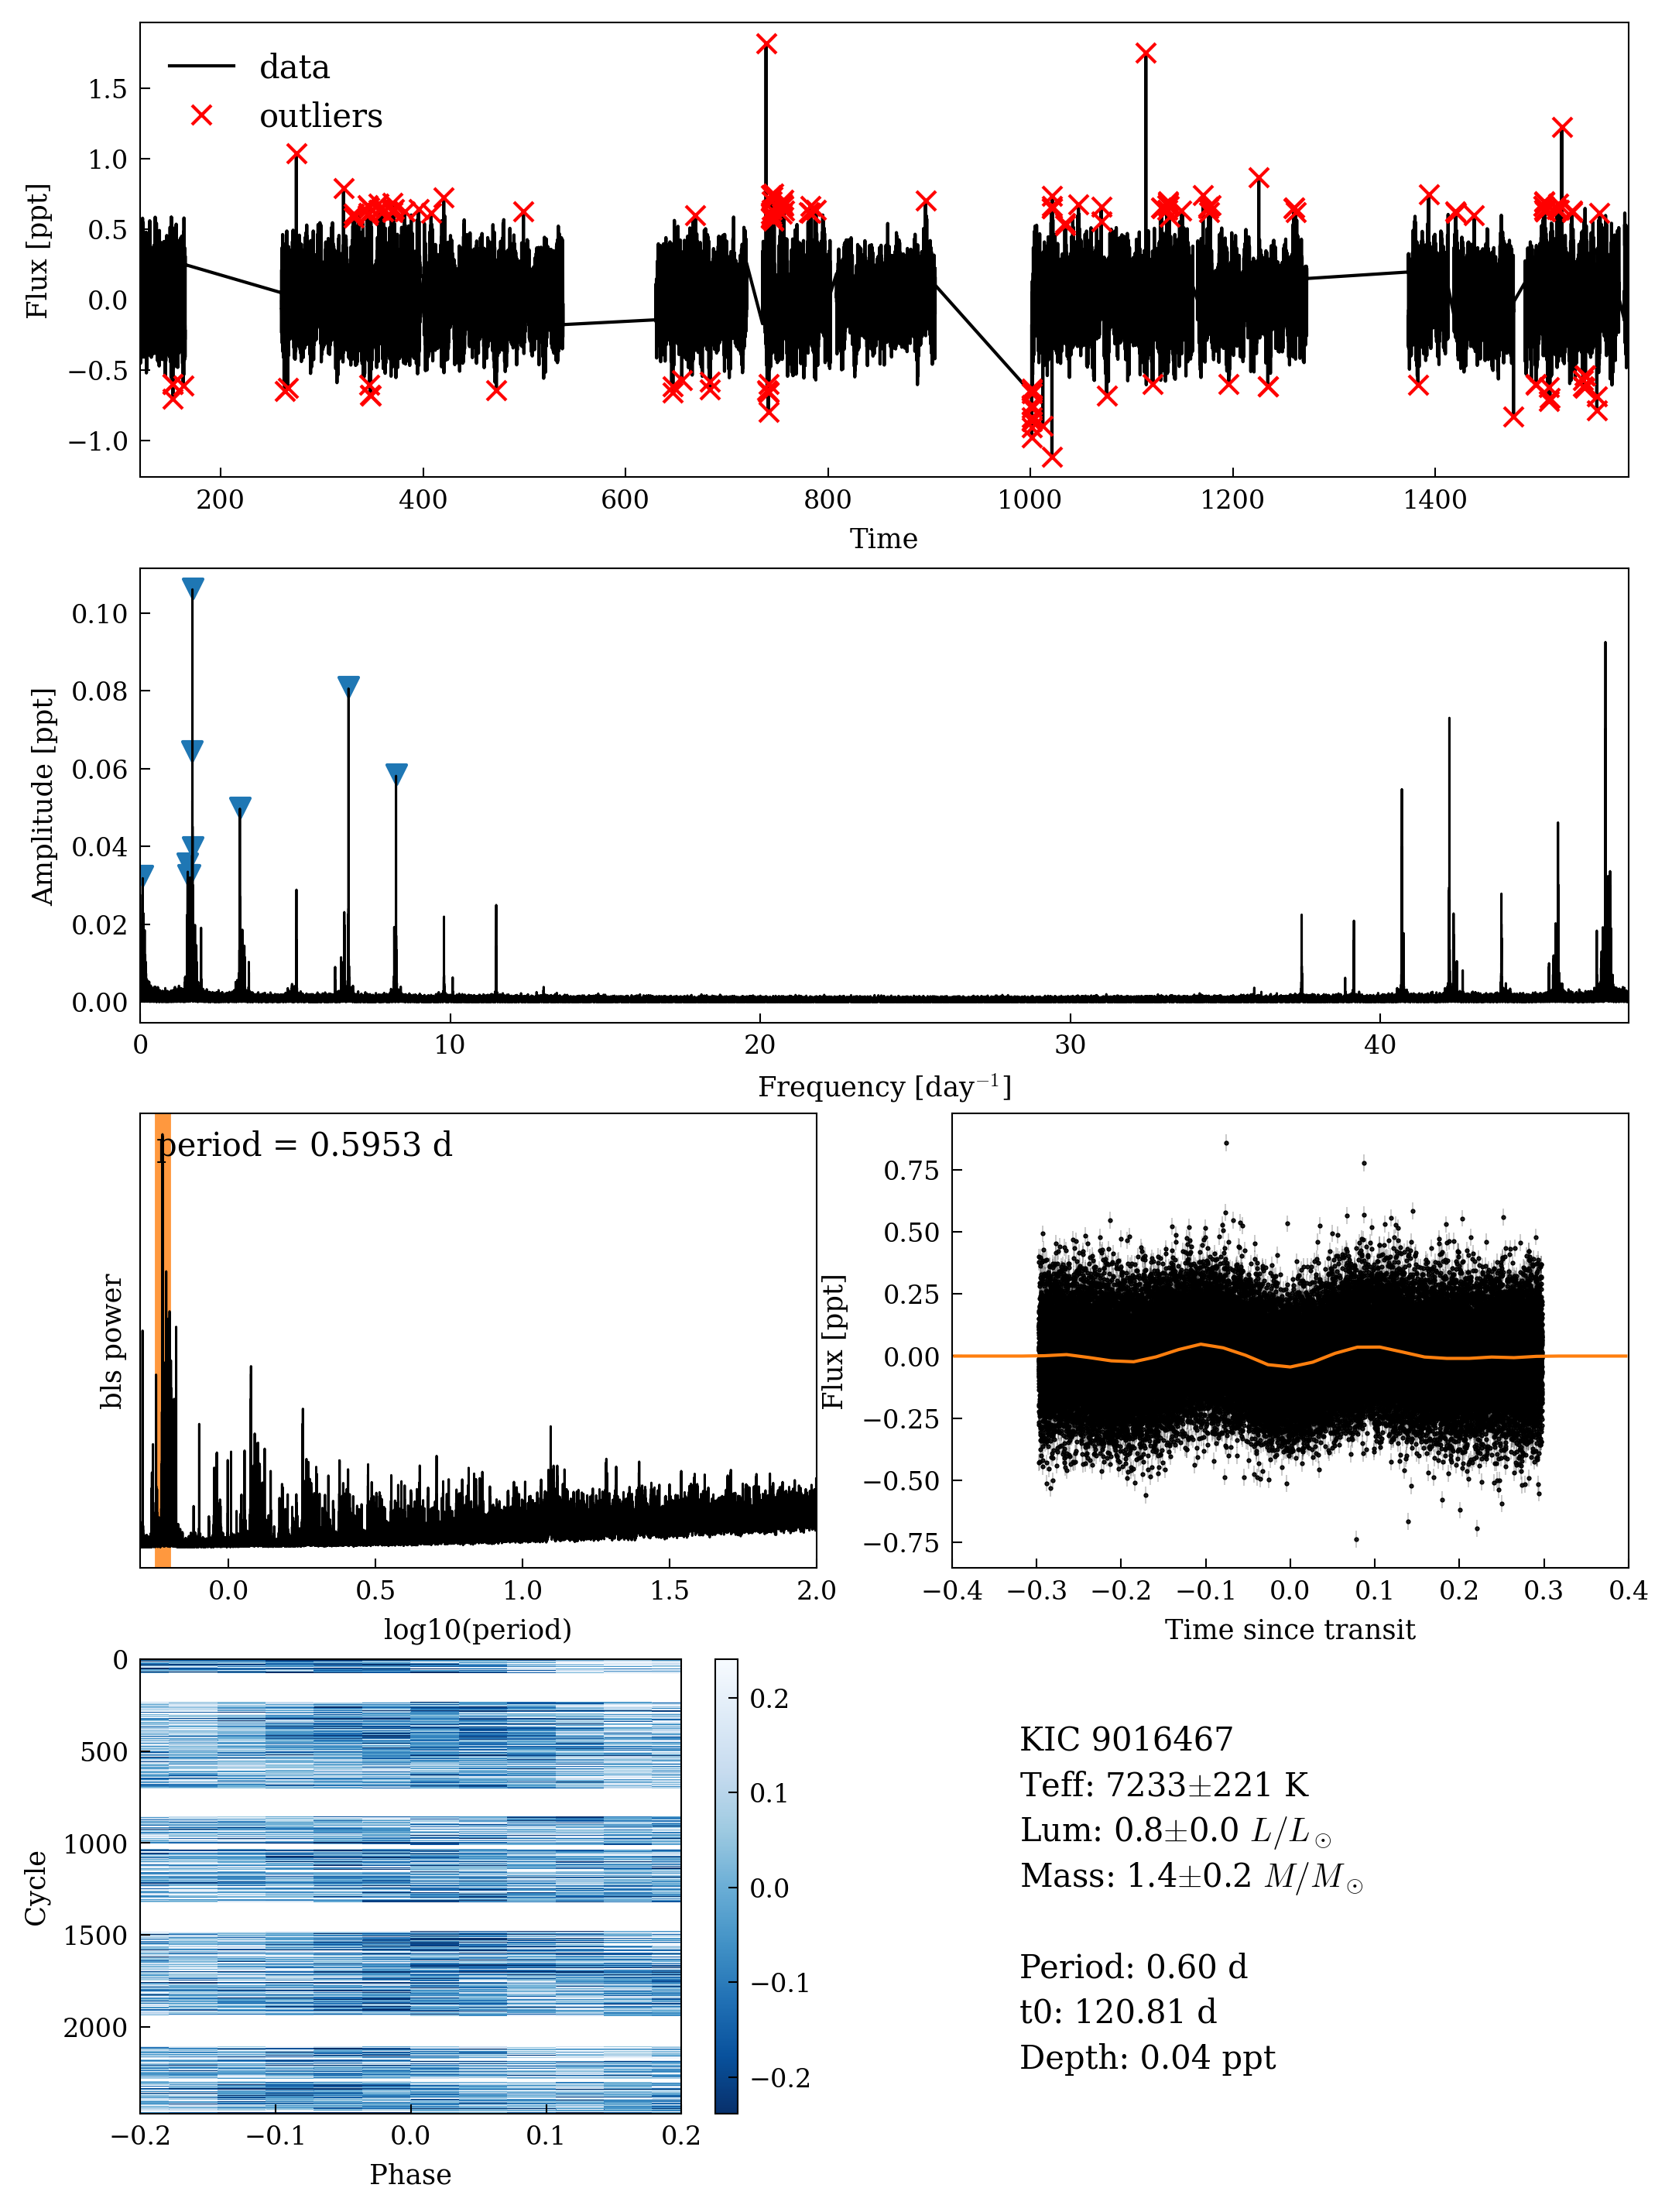 data
outliers
1.5
1.0
0.5
0.0
−0.5
−1.0
Flux [ppt]
200 400 600 800 1000 1200 1400
Time
0.10
0.08
0.06
0.04
0.02
0.00
Amplitude [ppt]
0 10 20 30 40
Frequency [day⁻¹]
period = 0.5953 d
bls power
0.0 0.5 1.0 1.5 2.0
log10(period)
0.75
0.50
0.25
0.00
−0.25
−0.50
−0.75
Flux [ppt]
−0.4 −0.3 −0.2 −0.1 0.0 0.1 0.2 0.3 0.4
Time since transit
0
500
1000
1500
2000
Cycle
−0.2 −0.1 0.0 0.1 0.2
Phase
0.2
0.1
0.0
−0.1
−0.2
KIC 9016467
Teff: 7233±221 K
Lum: 0.8±0.0 L/L☉
Mass: 1.4±0.2 M/M☉
Period: 0.60 d
t0: 120.81 d
Depth: 0.04 ppt